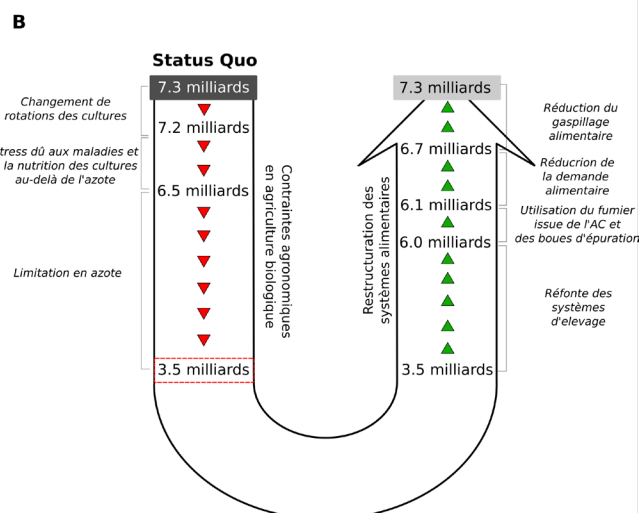 B
Status Quo
7.3 milliards
7.2 milliards
6.5 milliards
3.5 milliards
Changement de
rotations des cultures
tress dû aux maladies et
la nutrition des cultures
au-delà de l'azote
Limitation en azote
Contraintes agronomiques
en agriculture biologique
Restructuration des
systèmes alimentaires
7.3 milliards
6.7 milliards
6.1 milliards
6.0 milliards
3.5 milliards
Réduction du
gaspillage
alimentaire
Réducrion de
la demande
alimentaire
Utilisation du fumier
issue de l'AC et
des boues d'épuration
Réfonte des
systèmes
d'elevage